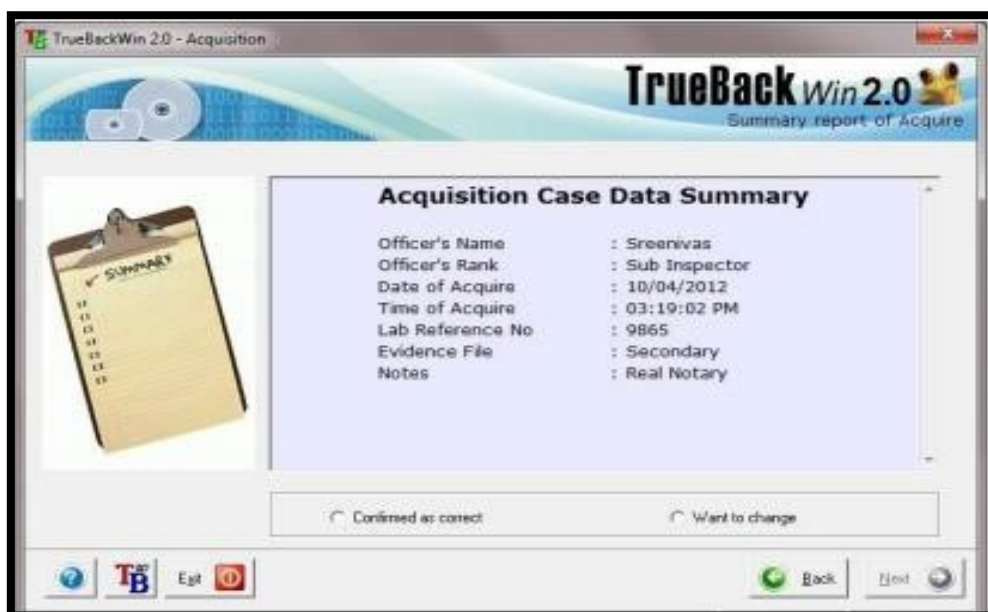 TrueBackWin 2.0 - Acquisition
TrueBack Win 2.0
Summary report of Acquire
Acquisition Case Data Summary
Officer's Name : Sreenivas
Officer's Rank : Sub Inspector
Date of Acquire : 10/04/2012
Time of Acquire : 03:19:02 PM
Lab Reference No : 9865
Evidence File : Secondary
Notes : Real Notary
SUMMARY
Confirmed as correct
Want to change
TB
Exit
Back
Next